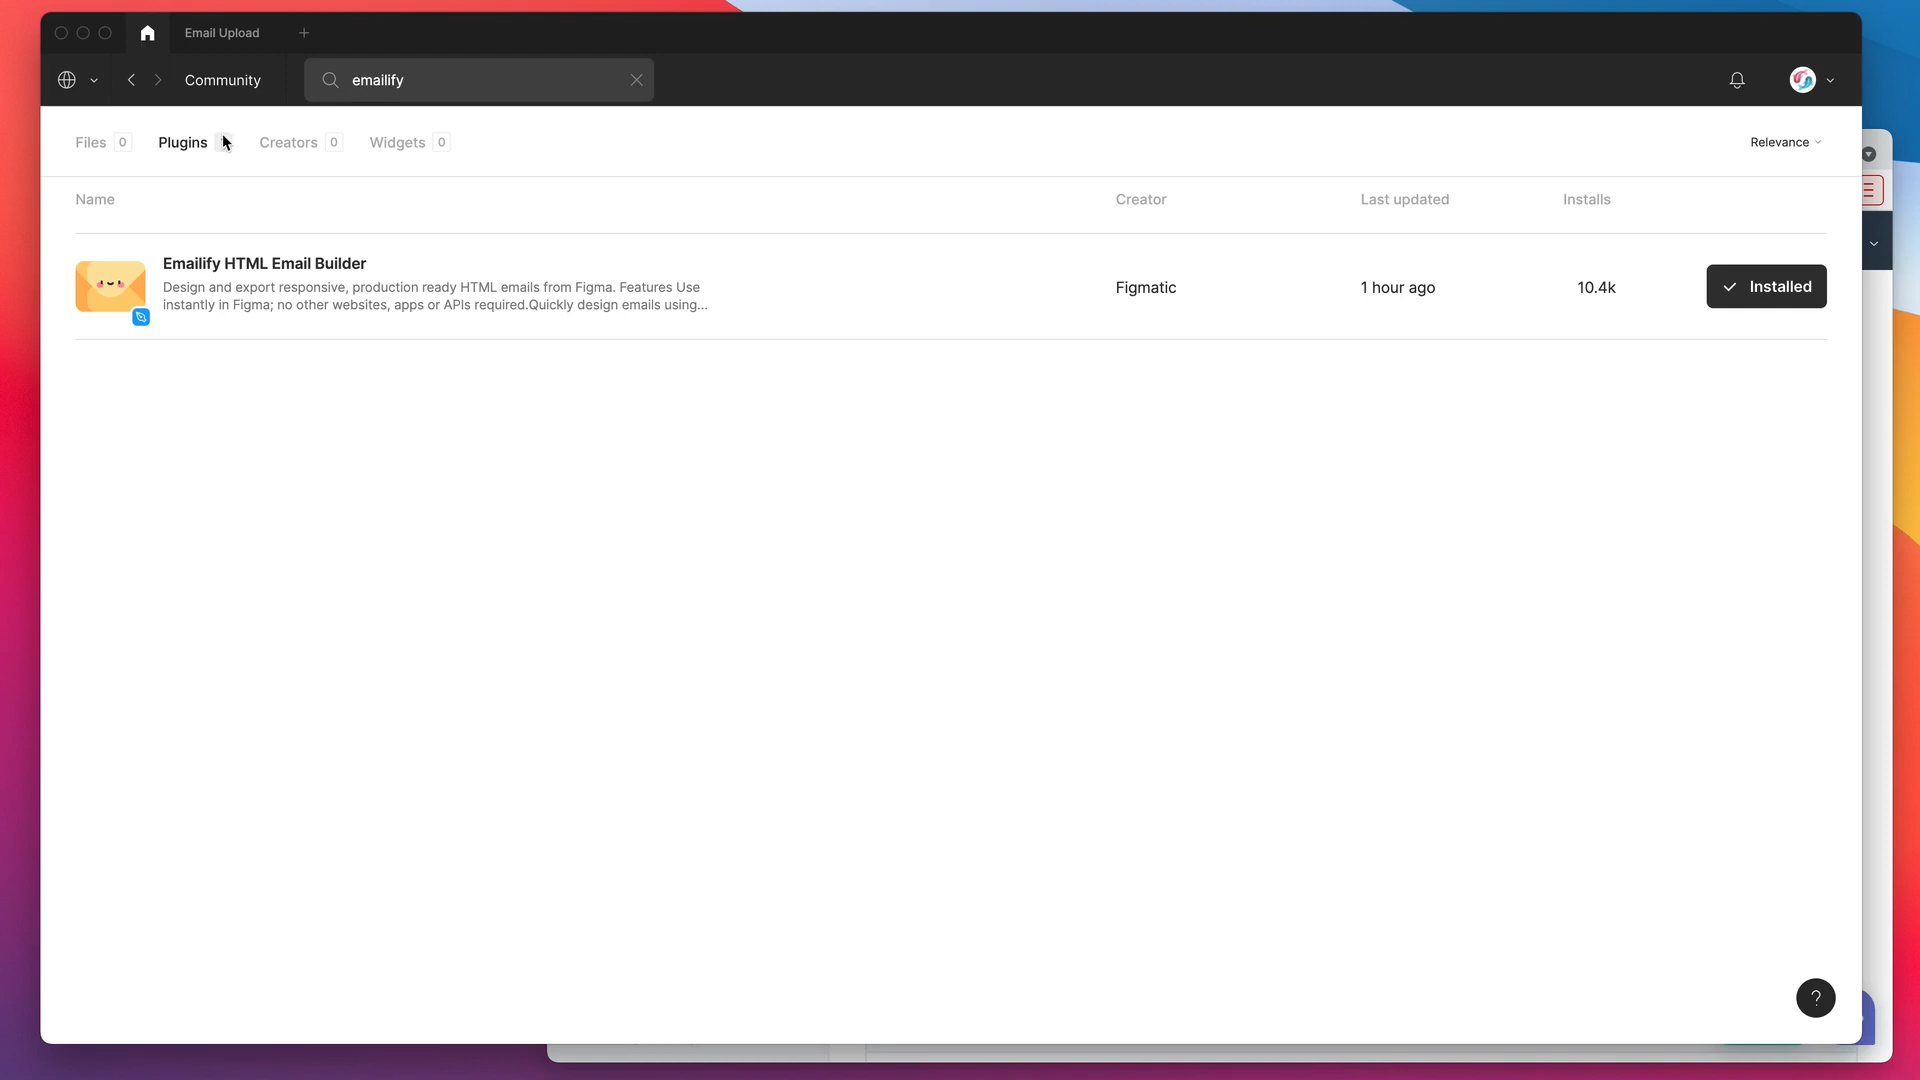 Email Upload
Community
emailify
Files 0
Plugins
Creators 0
Widgets 0
Relevance
Name
Creator
Last updated
Installs
Emailify HTML Email Builder
Design and export responsive, production ready HTML emails from Figma. Features Use
instantly in Figma; no other websites, apps or APIs required.Quickly design emails using...
Figmatic
1 hour ago
10.4k
Installed
?